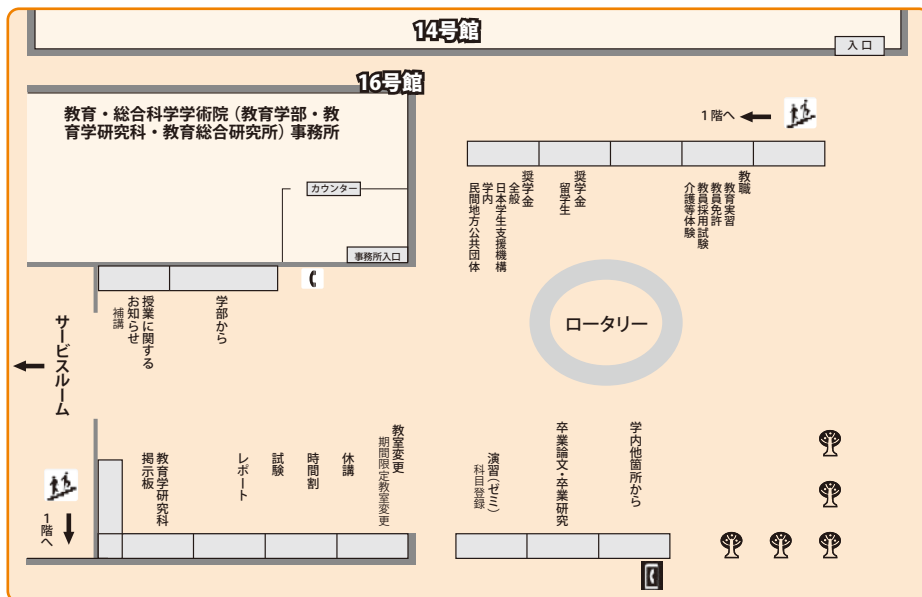 14号館
入口
16号館
教育・総合科学学術院（教育学部・教
育学研究科・教育総合研究所）事務所
カウンター
事務所入口
1階へ
奨学金
全般
日本学生支援機構
学内
民間地方公共団体
奨学金
留学生
教職
教育実習
教員免許
教員採用試験
介護等体験
授業に関する
お知らせ
補講
学部から
サービスルーム
ロータリー
1階へ
教育学研究科
掲示板
レポート
試験
時間割
休講
教室変更
期間限定教室変更
演習（ゼミ）
科目登録
卒業論文・卒業研究
学内他箇所から